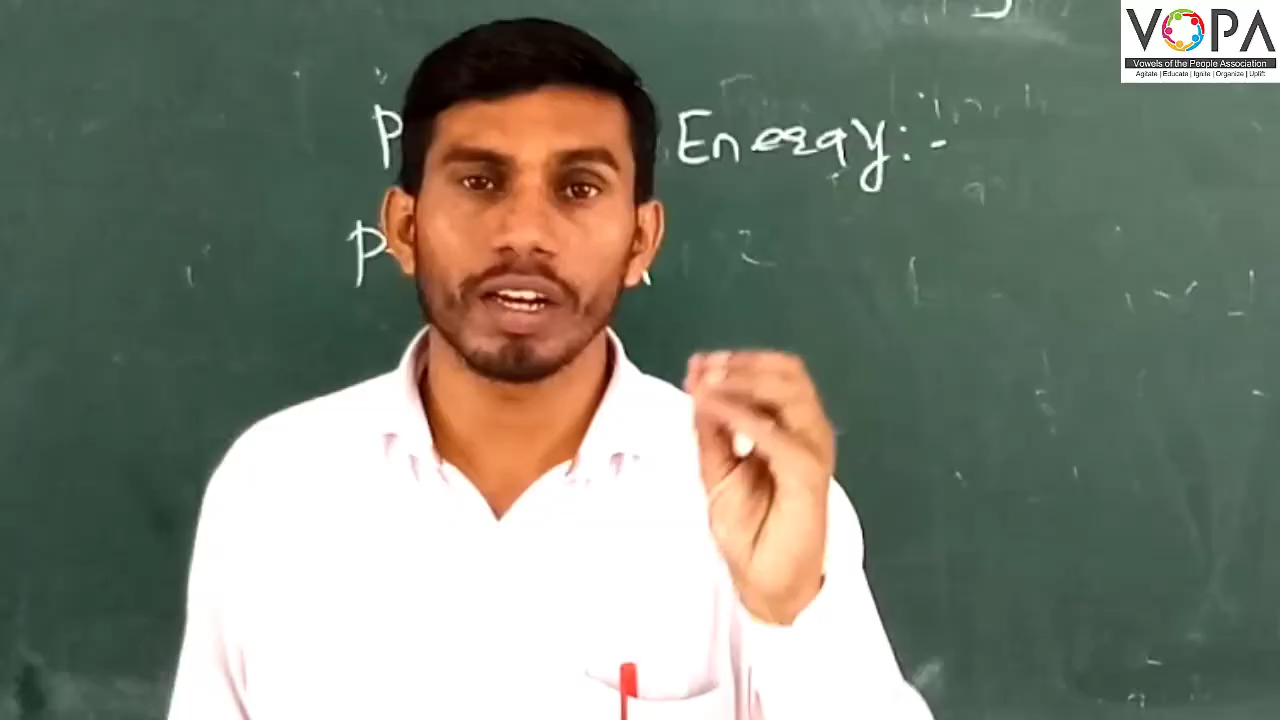 VOPA
Vowels of the People Association
Agitate | Educate | Ignite | Organize | Uplift
P Energy:-
P